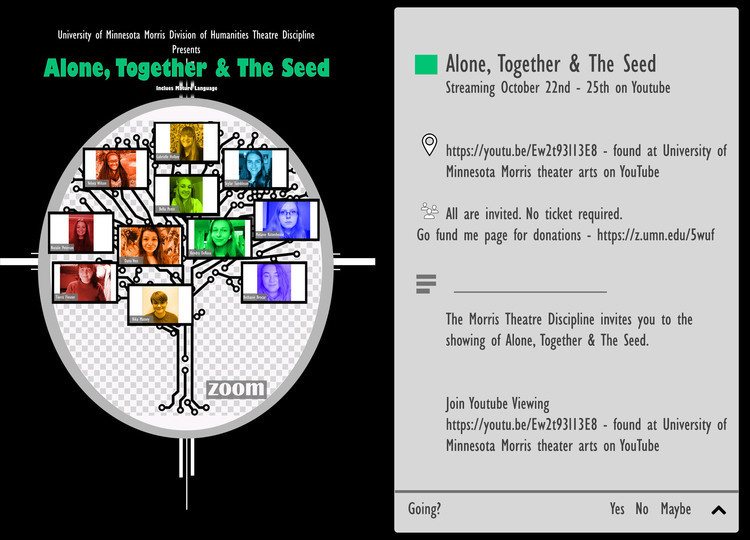 University of Minnesota Morris Division of Humanities Theatre Discipline
Presents
Alone, Together & The Seed
Inclues Mature Language
zoom
Alone, Together & The Seed
Streaming October 22nd - 25th on Youtube
https://youtu.be/Ew2t93I13E8 - found at University of
Minnesota Morris theater arts on YouTube
All are invited. No ticket required.
Go fund me page for donations - https://z.umn.edu/5wuf
The Morris Theatre Discipline invites you to the
showing of Alone, Together & The Seed.
Join Youtube Viewing
https://youtu.be/Ew2t93I13E8 - found at University of
Minnesota Morris theater arts on YouTube
Going?
Yes No Maybe